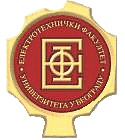 ЕЛЕКТРОТЕХНИЧКИ ФАКУЛТЕТ
УНИВЕРЗИТЕТА У БЕОГРАДУ